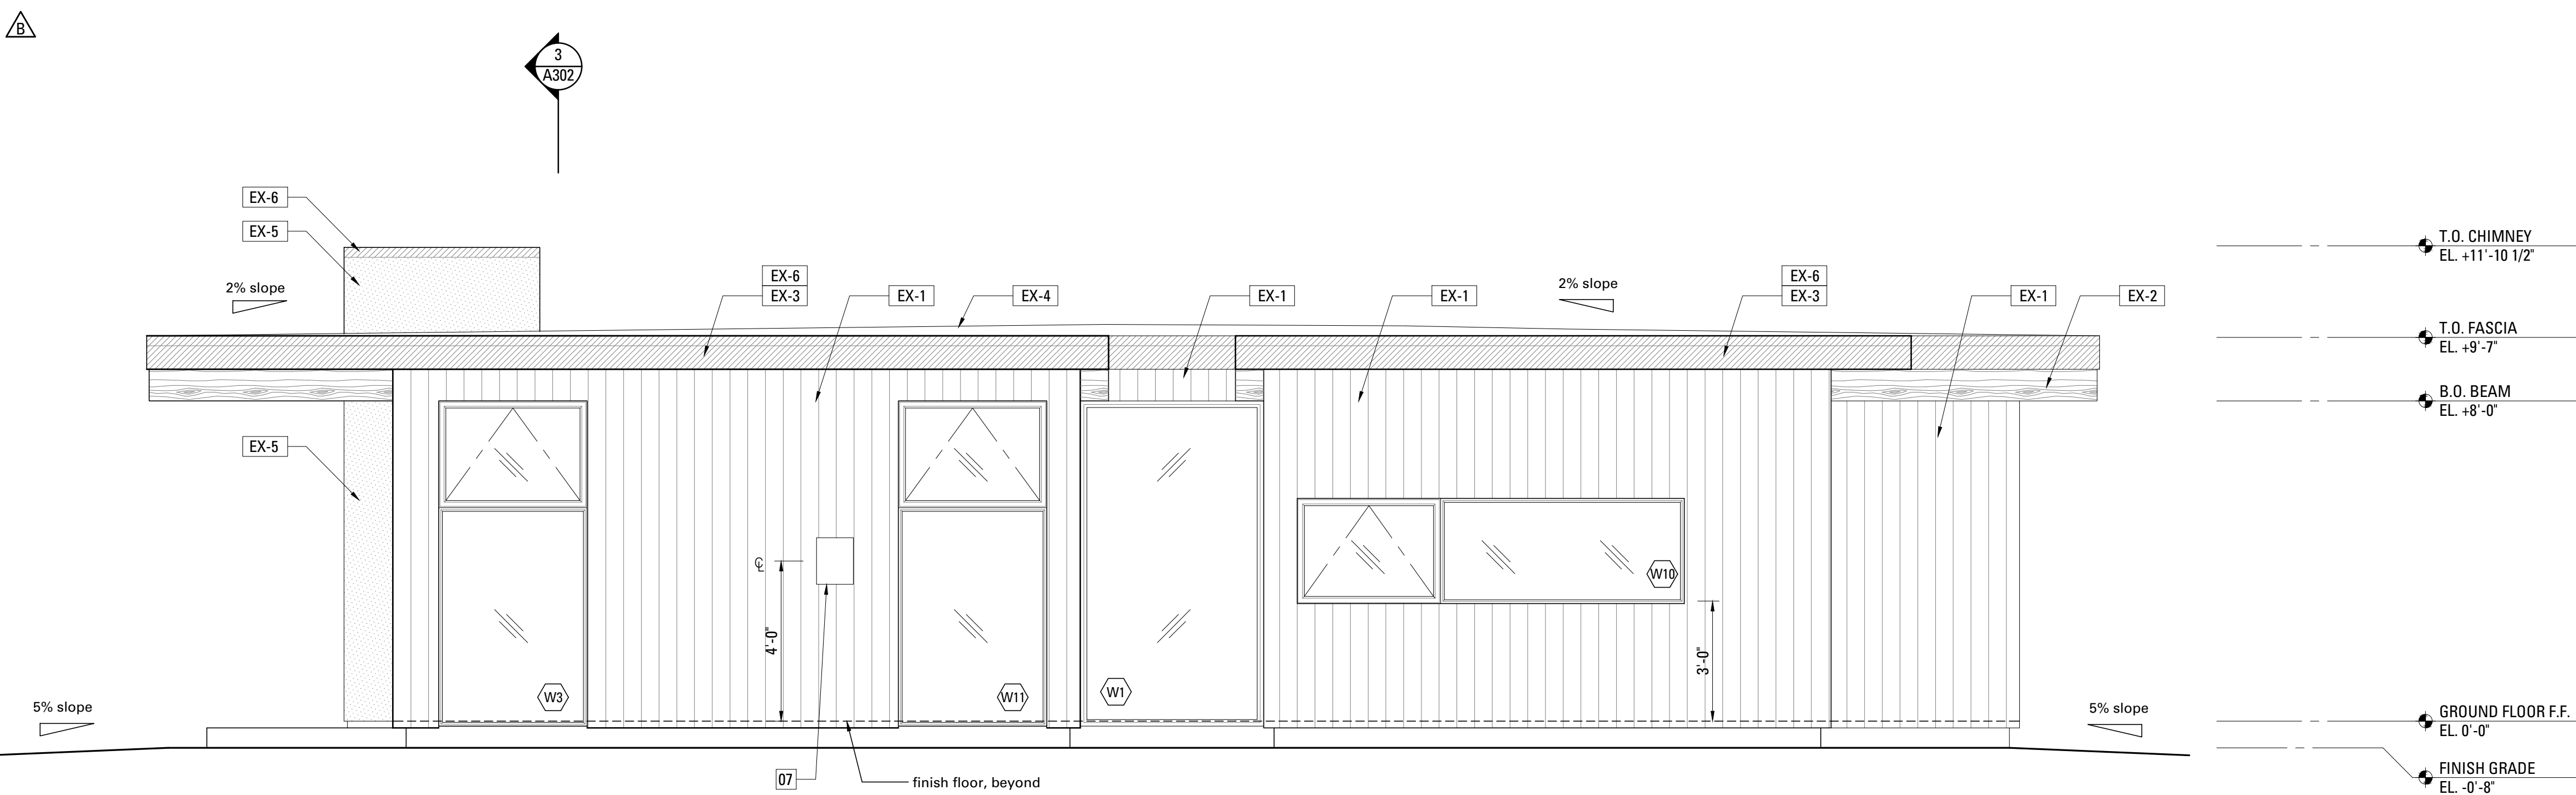 B
3
A302
EX-6
EX-5
2% slope
EX-6
EX-3
EX-1
EX-4
EX-1
EX-1
2% slope
EX-6
EX-3
EX-1
EX-2
T.O. CHIMNEY
EL. +11'-10 1/2"
T.O. FASCIA
EL. +9'-7"
B.O. BEAM
EL. +8'-0"
EX-5
℄
4'-0"
W10
3'-0"
W3
W11
W1
5% slope
5% slope
GROUND FLOOR F.F.
EL. 0'-0"
07
finish floor, beyond
FINISH GRADE
EL. -0'-8"